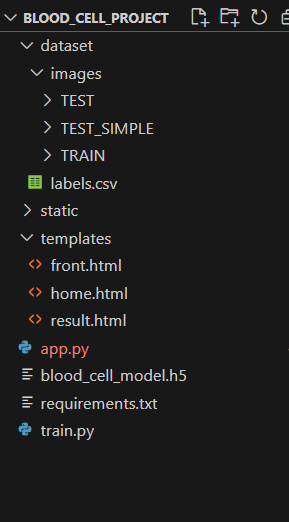 BLOOD_CELL_PROJECT
dataset
images
TEST
TEST_SIMPLE
TRAIN
labels.csv
static
templates
front.html
home.html
result.html
app.py
blood_cell_model.h5
requirements.txt
train.py